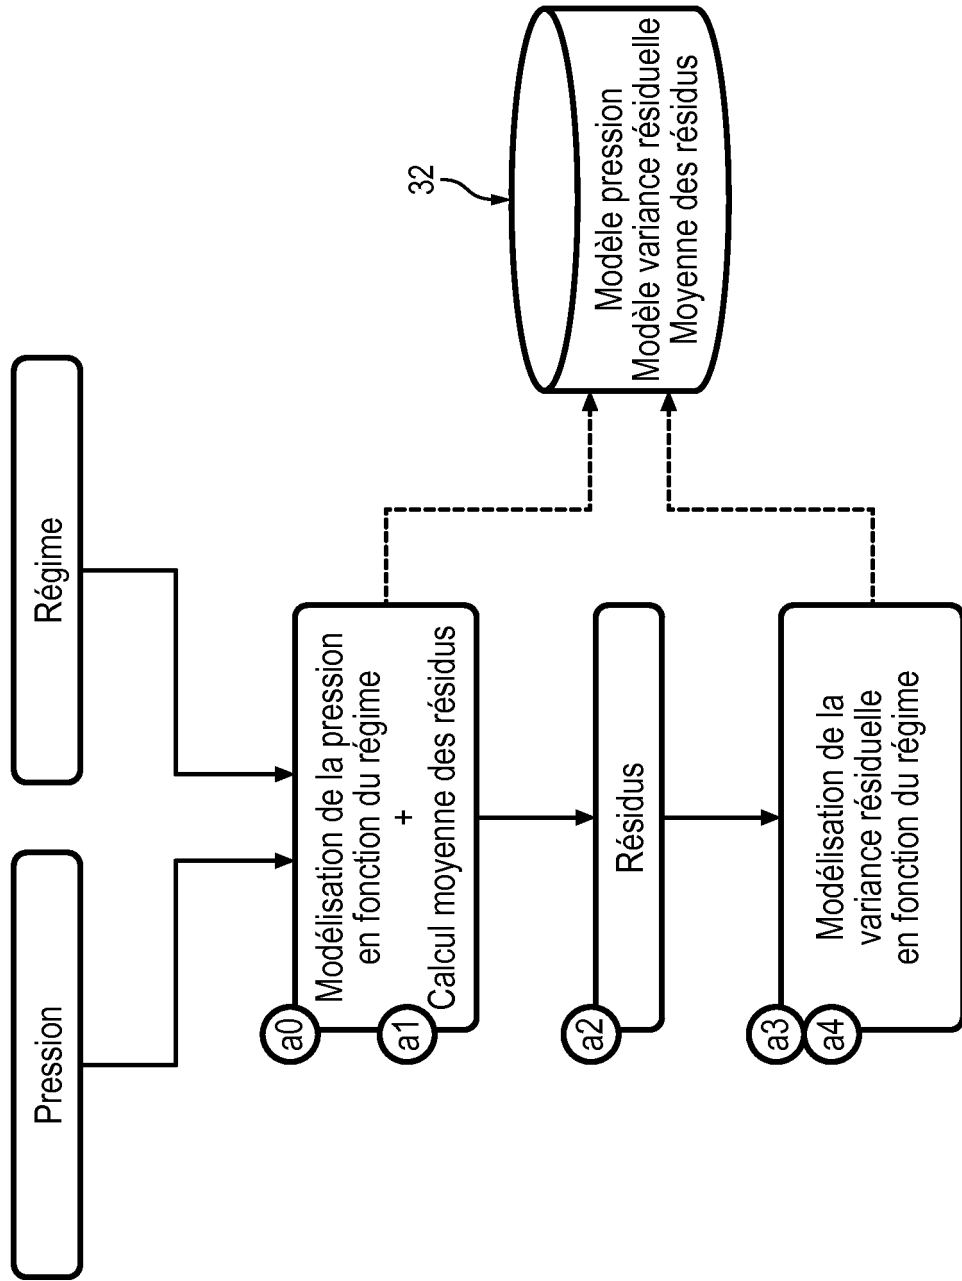 Pression
Régime
a0
Modélisation de la pression
en fonction du régime
+
a1
Calcul moyenne des résidus
a2
Résidus
a3
a4
Modélisation de la
variance résiduelle
en fonction du régime
32
Modèle pression
Modèle variance résiduelle
Moyenne des résidus